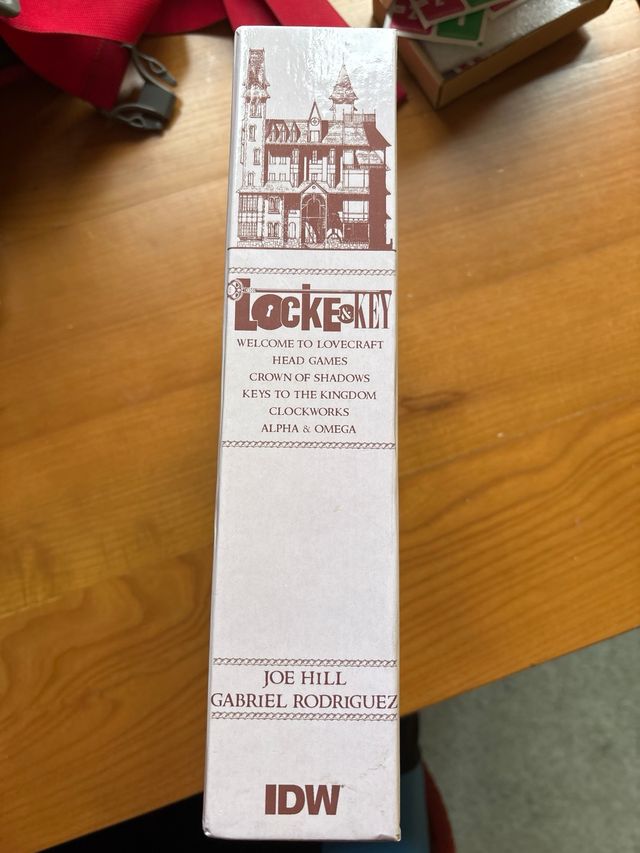 LOCKE & KEY
WELCOME TO LOVECRAFT
HEAD GAMES
CROWN OF SHADOWS
KEYS TO THE KINGDOM
CLOCKWORKS
ALPHA & OMEGA
JOE HILL
GABRIEL RODRIGUEZ
IDW